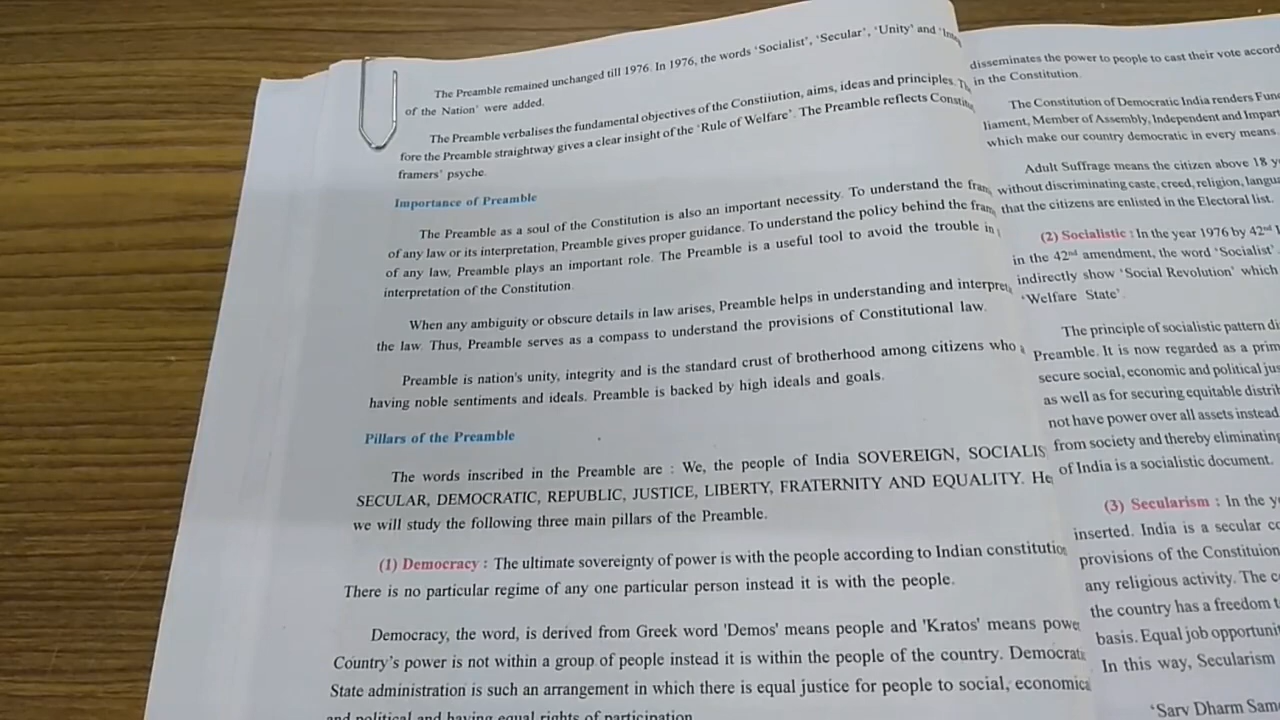 The Preamble remained unchanged till 1976. In 1976, the words 'Socialist', 'Secular', 'Unity' and
of the Nation' were added.
The Preamble verbalises the fundamental objectives of the Constiiution, aims, ideas and principles.
fore the Preamble straightway gives a clear insight of the 'Rule of Welfare'. The Preamble reflects
framers' psyche.
Importance of Preamble
The Preamble as a soul of the Constitution is also an important necessity. To understand the
of any law or its interpretation, Preamble gives proper guidance. To understand the policy behind the
of any law, Preamble plays an important role. The Preamble is a useful tool to avoid the trouble in
interpretation of the Constitution.
When any ambiguity or obscure details in law arises, Preamble helps in understanding and
the law. Thus, Preamble serves as a compass to understand the provisions of Constitutional law.
Preamble is nation's unity, integrity and is the standard crust of brotherhood among citizens who
having noble sentiments and ideals. Preamble is backed by high ideals and goals.
Pillars of the Preamble
The words inscribed in the Preamble are : We, the people of India SOVEREIGN,
SECULAR, DEMOCRATIC, REPUBLIC, JUSTICE, LIBERTY, FRATERNITY AND EQUALITY.
we will study the following three main pillars of the Preamble.
(1) Democracy : The ultimate sovereignty of power is with the people according to Indian
There is no particular regime of any one particular person instead it is with the people.
Democracy, the word, is derived from Greek word 'Demos' means people and 'Kratos' means
Country's power is not within a group of people instead it is within the people of the country.
State administration is such an arrangement in which there is equal justice for people to social,
and political and having equal rights of participation
disseminates the power to people to cast their vote
in the Constitution.
The Constitution of Democratic India renders
liament, Member of Assembly, Independent and
which make our country democratic in every means
Adult Suffrage means the citizen above 18
without discriminating caste, creed, religion,
that the citizens are enlisted in the Electoral list.
(2) Socialistic : In the year 1976 by 42nd
in the 42nd amendment, the word 'Socialist'
indirectly show 'Social Revolution' which
'Welfare State'.
The principle of socialistic pattern
Preamble. It is now regarded as a
secure social, economic and political
as well as for securing equitable
not have power over all assets instead
from society and thereby eliminating
of India is a socialistic document.
(3) Secularism : In the
inserted. India is a secular
provisions of the Constituion
any religious activity. The
the country has a freedom
basis. Equal job
In this way, Secularism
'Sarv Dharm